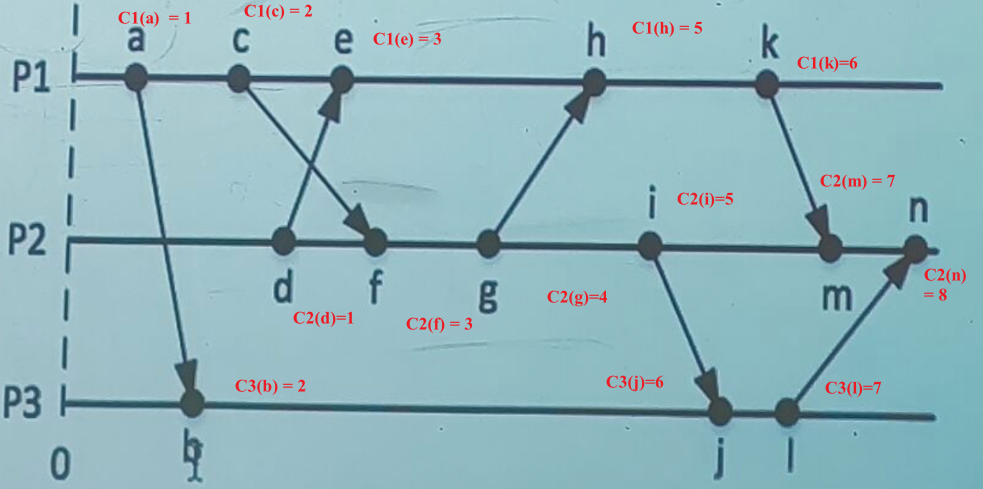 C1(a) = 1
C1(c) = 2
a
c
e
C1(e) = 3
h
C1(h) = 5
k
P1
C1(k)=6
C2(m) = 7
i
C2(i)=5
n
P2
d
f
g
C2(g)=4
m
C2(n)
= 8
C2(d)=1
C2(f) = 3
C3(b) = 2
C3(j)=6
C3(l)=7
P3
0
b
j
l